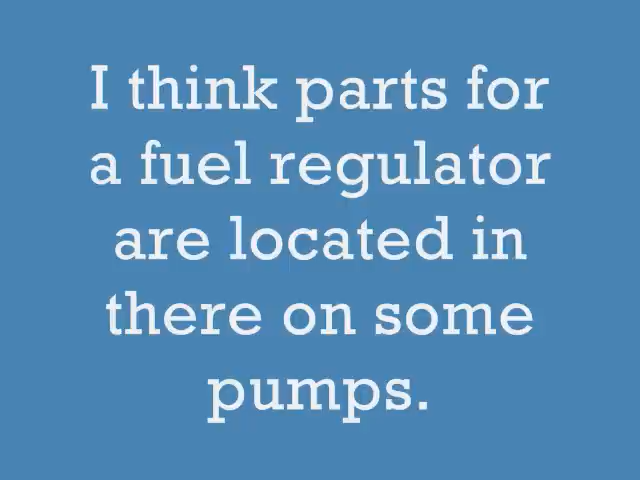 I think parts for
a fuel regulator
are located in
there on some
pumps.